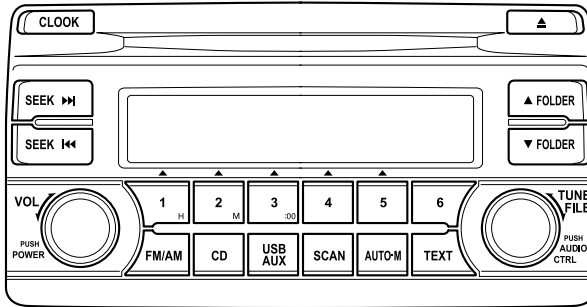 CLOOK
SEEK
▲ FOLDER
SEEK
▼ FOLDER
VOL
1
H
2
M
3
:00
4
5
6
TUNE
FILE
PUSH
POWER
FM/AM
CD
USB
AUX
SCAN
AUTO-M
TEXT
PUSH
AUDIO
CTRL